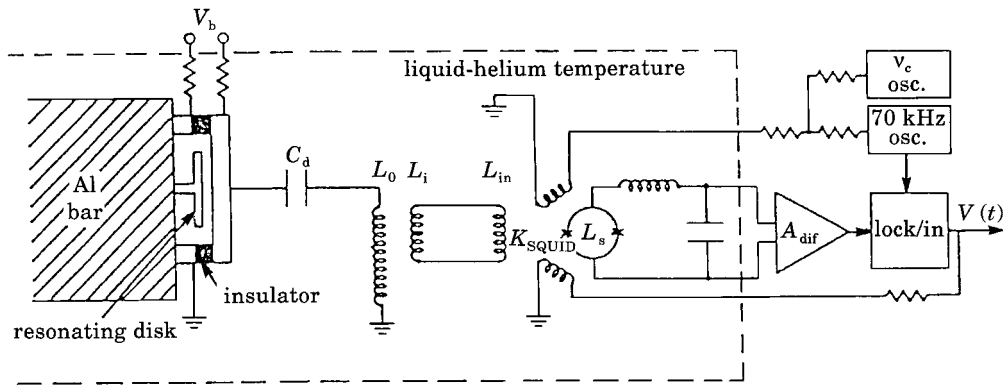 V_b
liquid-helium temperature
ν_c
osc.
70 kHz
osc.
Al
bar
C_d
L_0
L_i
L_in
K_SQUID
L_s
A_dif
lock/in
V (t)
insulator
resonating disk